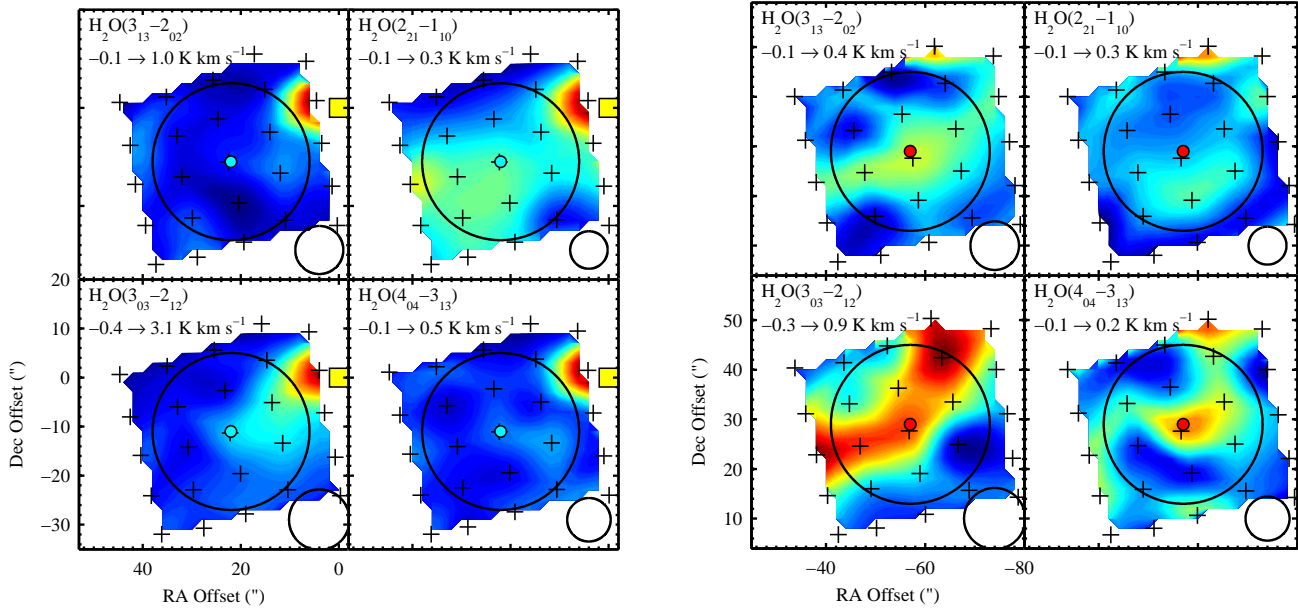 H₂O(3₁₃−2₀₂)
−0.1 → 1.0 K km s⁻¹
H₂O(2₂₁−1₁₀)
−0.1 → 0.3 K km s⁻¹
H₂O(3₀₃−2₁₂)
−0.4 → 3.1 K km s⁻¹
H₂O(4₀₄−3₁₃)
−0.1 → 0.5 K km s⁻¹
20
10
0
−10
−20
−30
Dec Offset (")
40
20
0
RA Offset (")
H₂O(3₁₃−2₀₂)
−0.1 → 0.4 K km s⁻¹
H₂O(2₂₁−1₁₀)
−0.1 → 0.3 K km s⁻¹
H₂O(3₀₃−2₁₂)
−0.3 → 0.9 K km s⁻¹
H₂O(4₀₄−3₁₃)
−0.1 → 0.2 K km s⁻¹
50
40
30
20
10
Dec Offset (")
−40
−60
−80
RA Offset (")